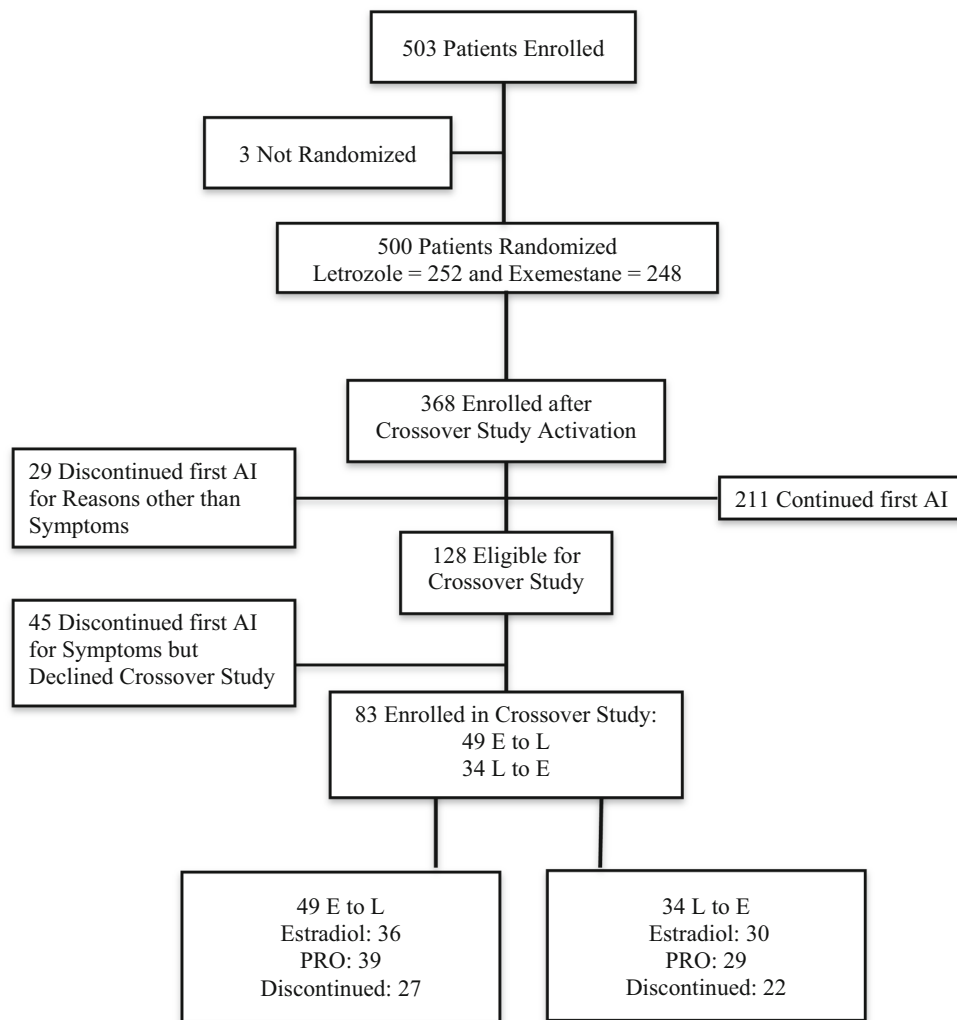 503 Patients Enrolled
3 Not Randomized
500 Patients Randomized
Letrozole = 252 and Exemestane = 248
368 Enrolled after
Crossover Study Activation
29 Discontinued first AI
for Reasons other than
Symptoms
211 Continued first AI
128 Eligible for
Crossover Study
45 Discontinued first AI
for Symptoms but
Declined Crossover Study
83 Enrolled in Crossover Study:
49 E to L
34 L to E
49 E to L
Estradiol: 36
PRO: 39
Discontinued: 27
34 L to E
Estradiol: 30
PRO: 29
Discontinued: 22